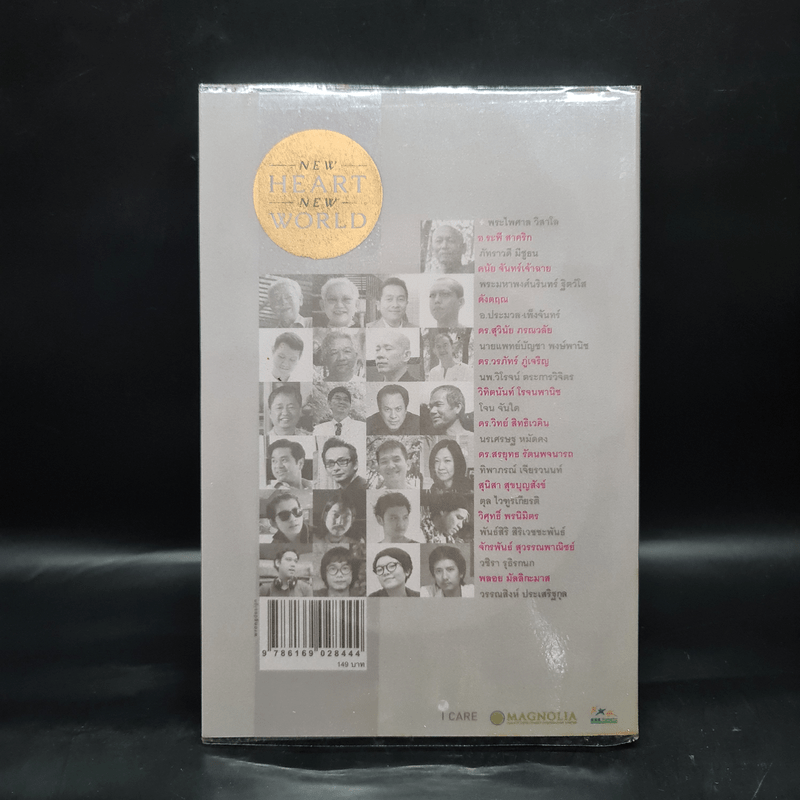 NEW
HEART
NEW
WORLD
พระไพศาล วิสาโล
ศ.ระพี สาคริก
ภัทราวดี มีชูธน
ดนัย จันทร์เจ้าฉาย
พระมหาพงศ์นรินทร์ ฐิตวํโส
ดังตฤณ
อ.ประมวล เพ็งจันทร์
ดร.สุวินัย ภรณวลัย
นายแพทย์บัญชา พงษ์พานิช
ดร.วรภัทร์ ภู่เจริญ
นพ.วิโรจน์ ตระการวิจิตร
วิทิตนันท์ โรจนพานิช
โจน จันใด
ดร.วิทย์ สิทธิเวคิน
นรเศรษฐ หมัดคง
ดร.สรยุทธ รัตนพจนารถ
ทิพาภรณ์ เจียรวนนท์
สุนิสา สุขบุญสังข์
ตุล ไวฑูรเกียรติ
วิศุทธิ์ พรนิมิตร
พันธ์สิริ สิริเวชชะพันธ์
จักรพันธ์ สุวรรณพาณิชย์
วชิรา รุธิรกนก
พลอย มัลลิกะมาส
วรรณสิงห์ ประเสริฐกุล
9 786169 028444
149 บาท
I CARE
MAGNOLIA